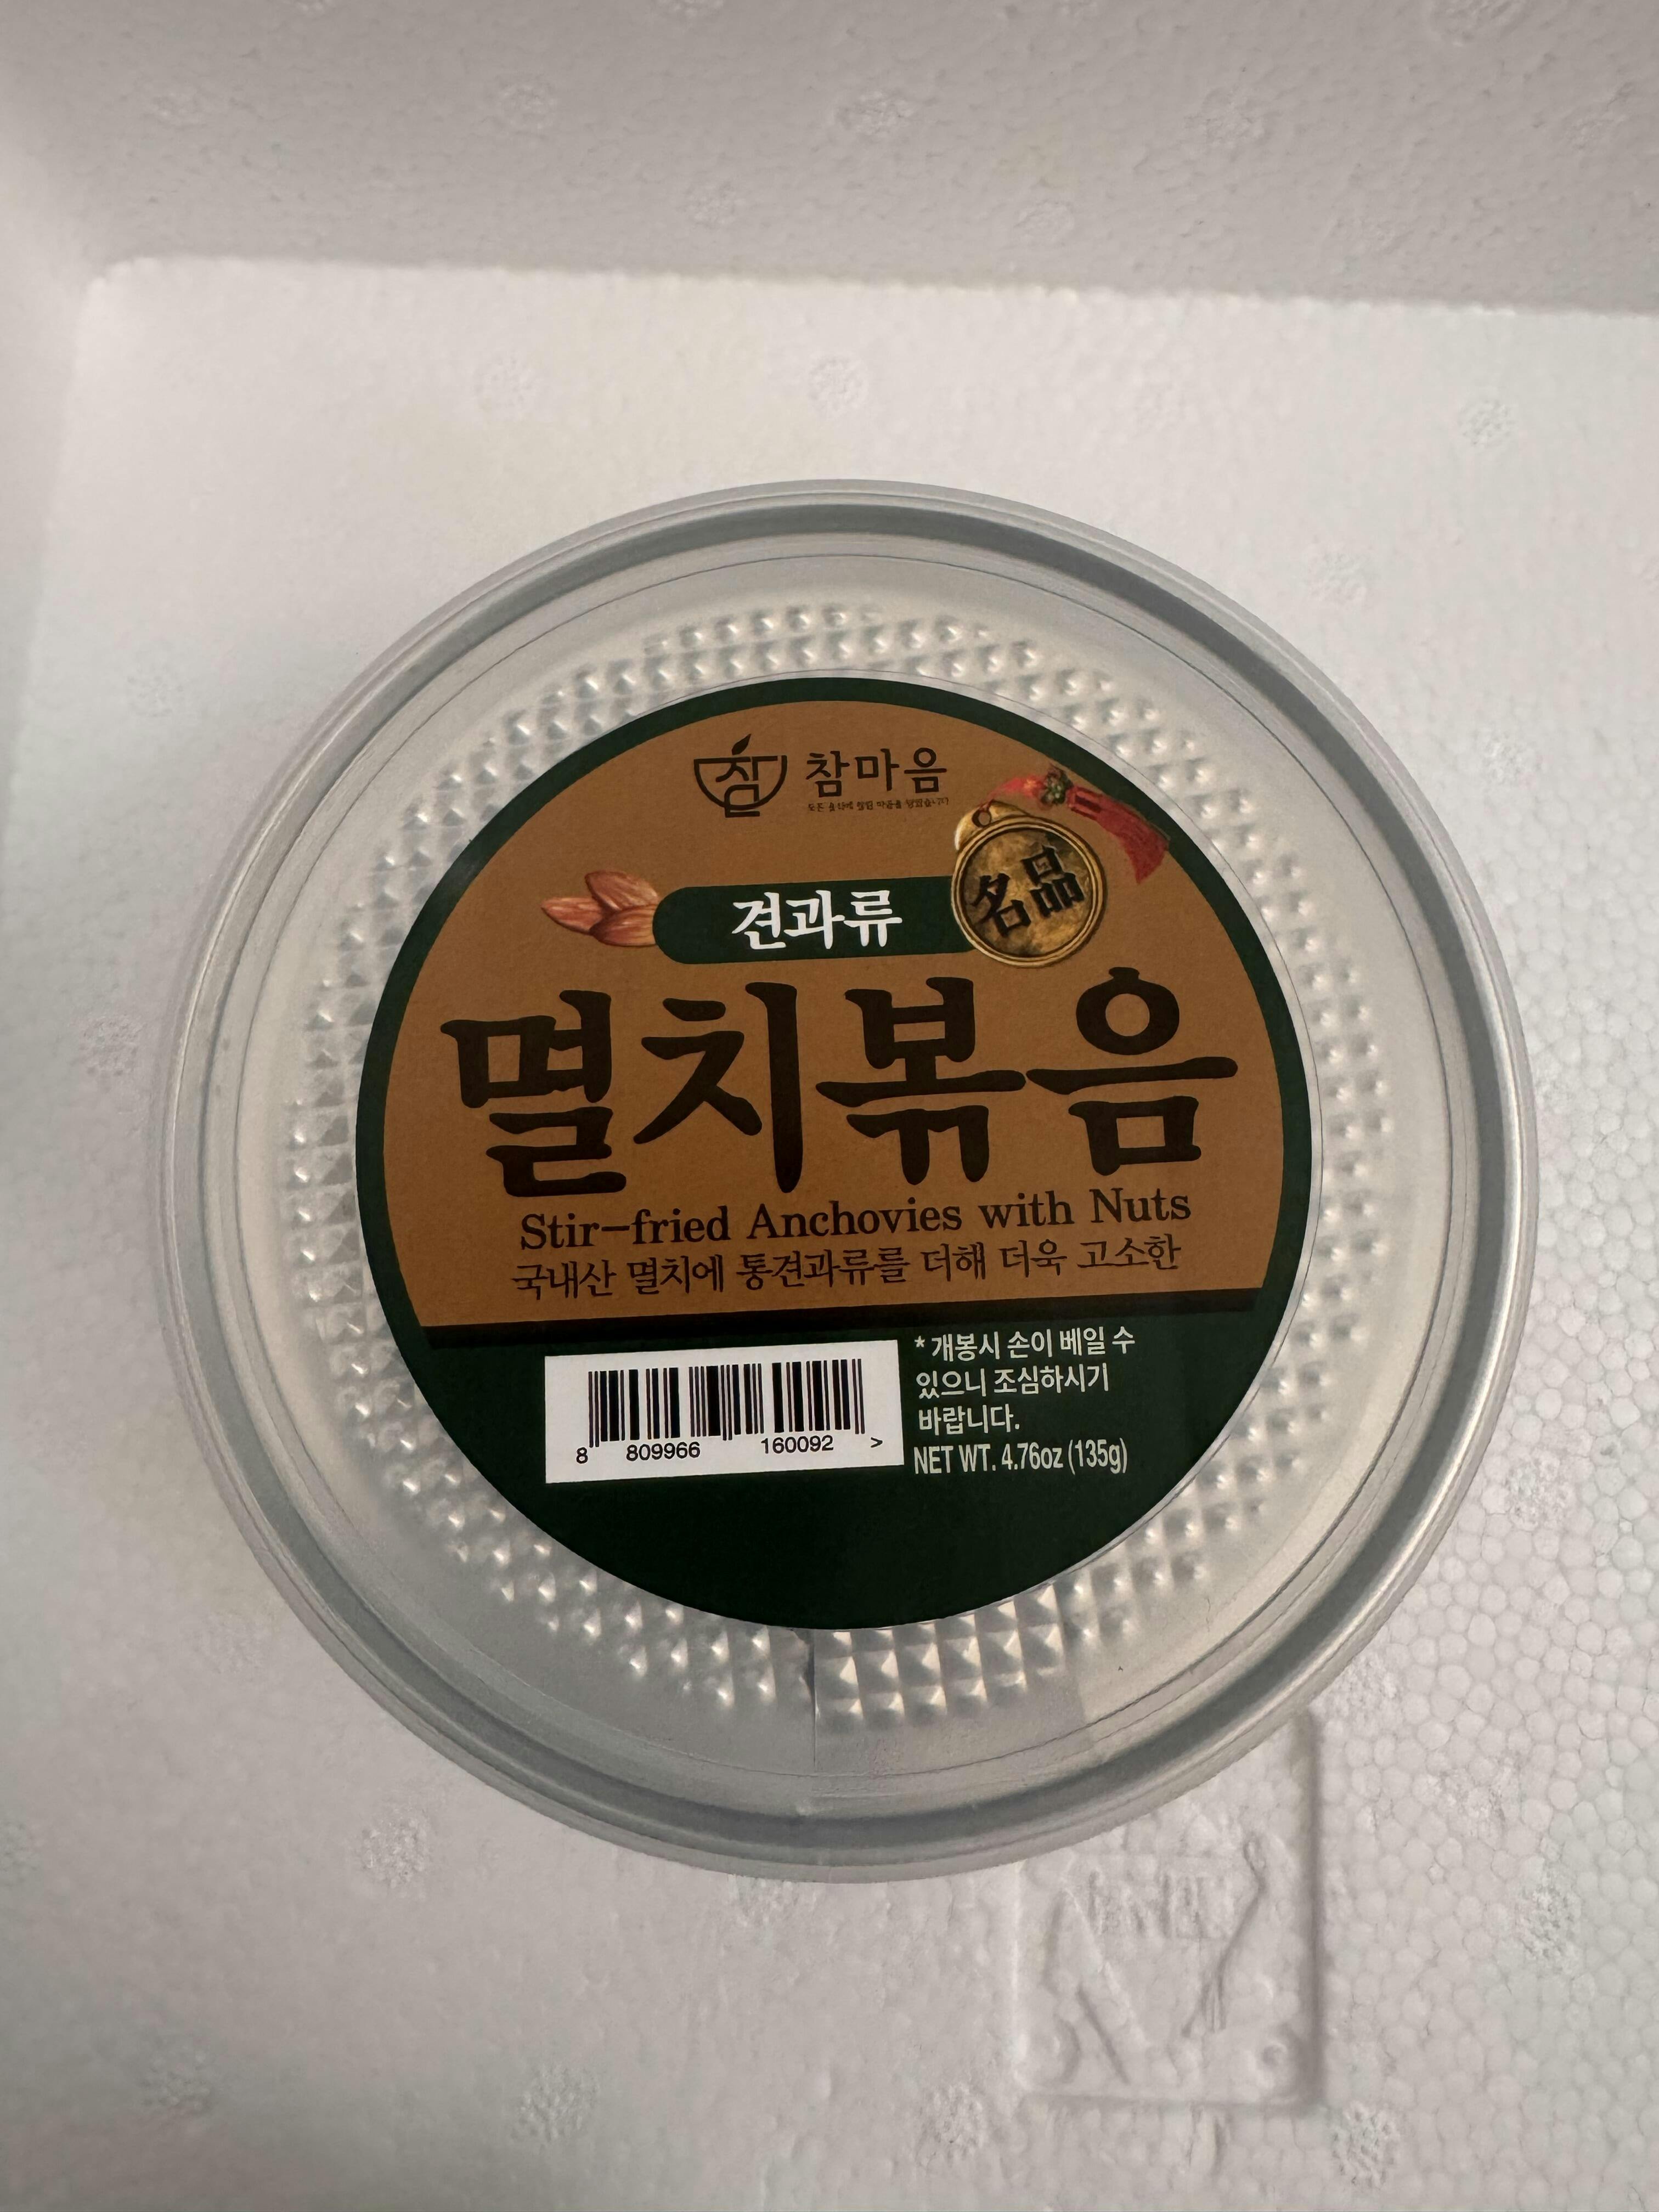 참
참마음
견과류
名品
멸치볶음
Stir-fried Anchovies with Nuts
국내산 멸치에 통견과류를 더해 더욱 고소한
* 개봉시 손이 베일 수
있으니 조심하시기
바랍니다.
NET WT. 4.76oz (135g)
8 809966 160092 >